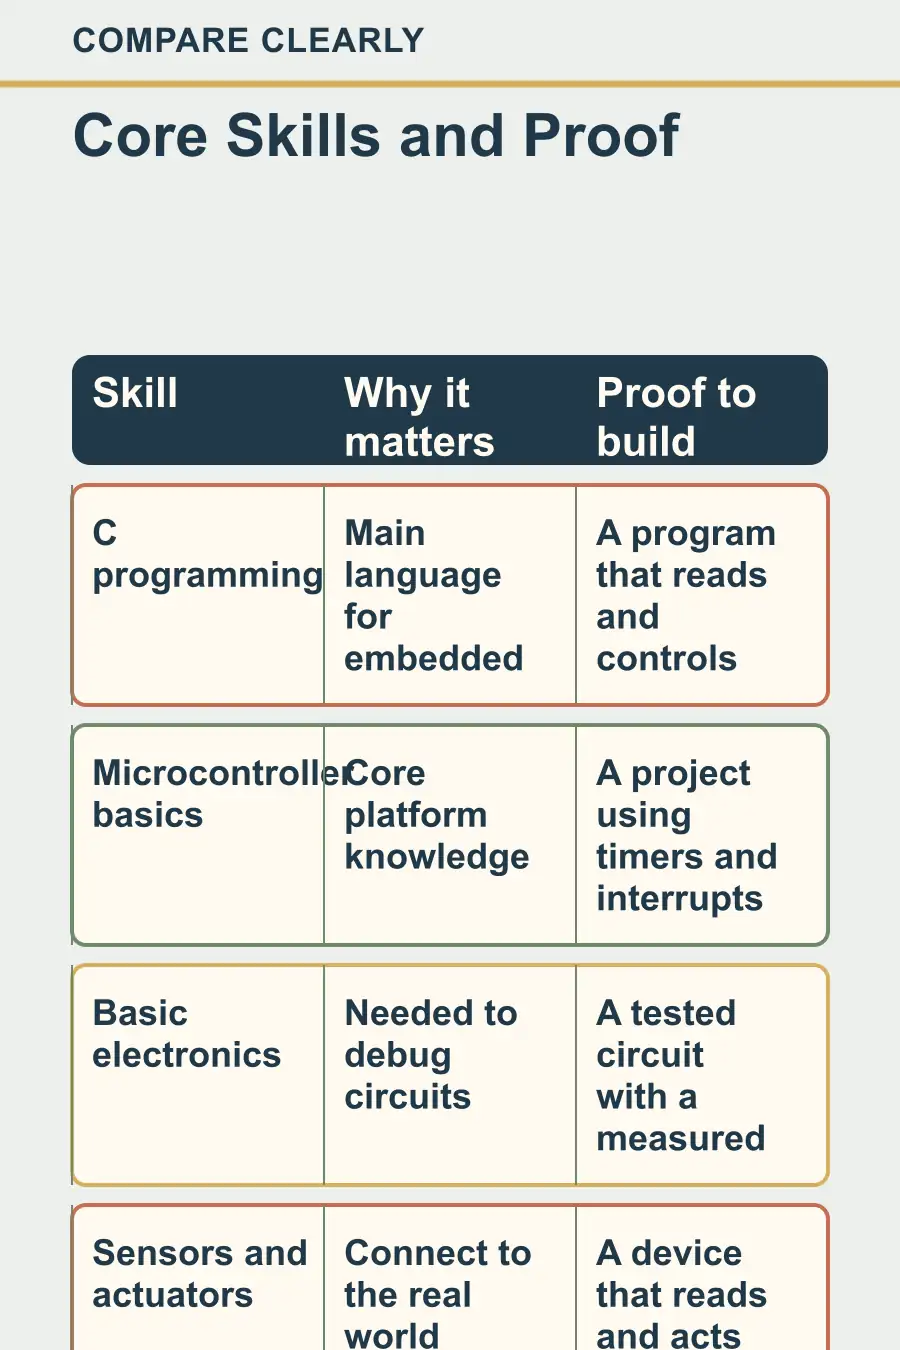 COMPARE CLEARLY
Core Skills and Proof
Skill
Why it
matters
Proof to
build
C
programming
Main
language
for
embedded
A program
that reads
and
controls
Microcontroller
basics
Core
platform
knowledge
A project
using
timers and
interrupts
Basic
electronics
Needed to
debug
circuits
A tested
circuit
with a
measured
Sensors and
actuators
Connect to
the real
world
A device
that reads
and acts